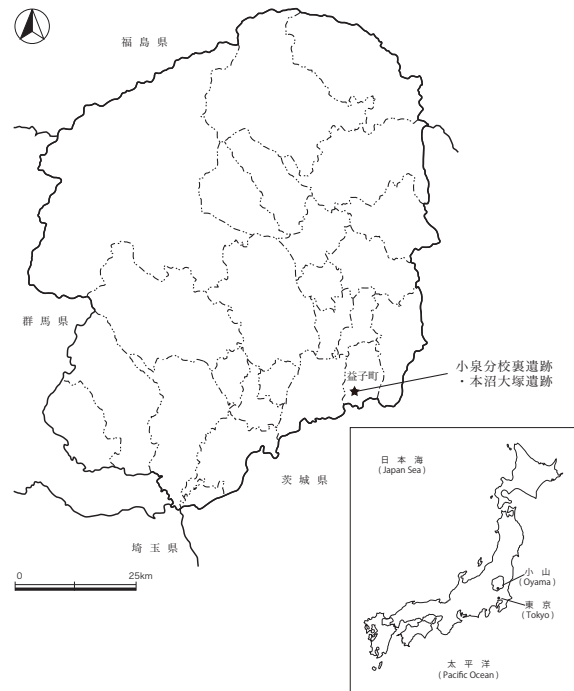 福島県
群馬県
益子町
小泉分校裏遺跡
・本沼大塚遺跡
茨城県
埼玉県
0 25km
日本海
(Japan Sea)
小山
(Oyama)
東京
(Tokyo)
太平洋
(Pacific Ocean)